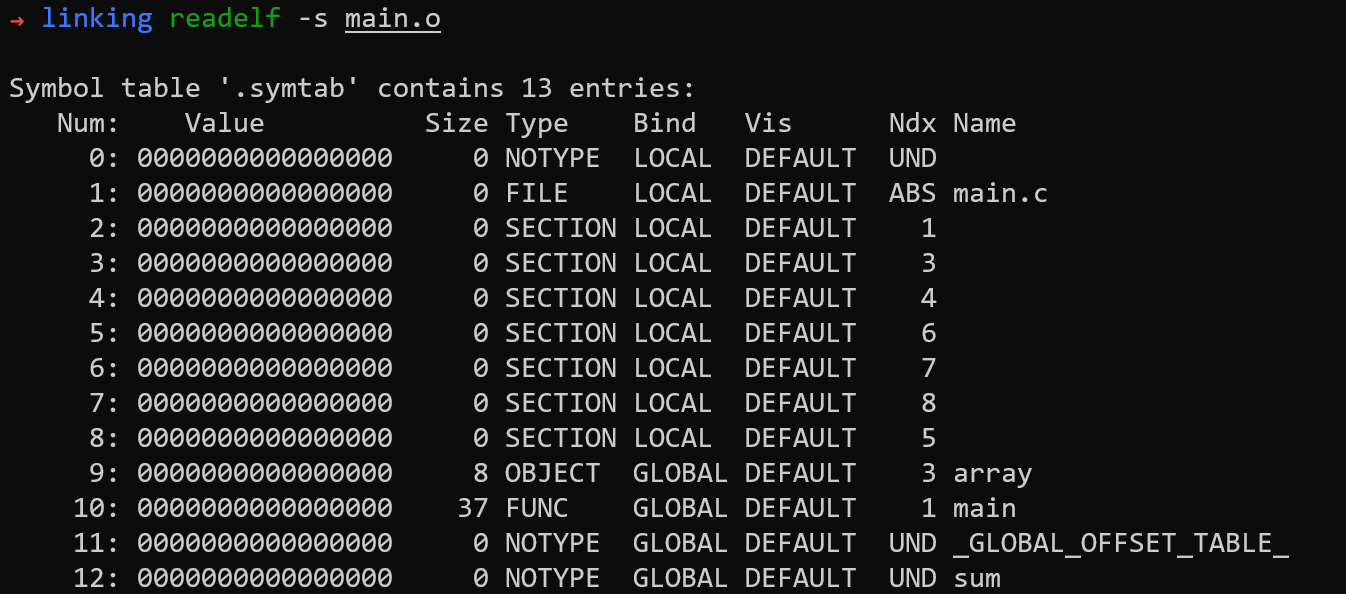 → linking readelf -s main.o
Symbol table '.symtab' contains 13 entries:
   Num:    Value          Size Type    Bind   Vis      Ndx Name
     0: 0000000000000000     0 NOTYPE  LOCAL  DEFAULT  UND
     1: 0000000000000000     0 FILE    LOCAL  DEFAULT  ABS main.c
     2: 0000000000000000     0 SECTION LOCAL  DEFAULT    1
     3: 0000000000000000     0 SECTION LOCAL  DEFAULT    3
     4: 0000000000000000     0 SECTION LOCAL  DEFAULT    4
     5: 0000000000000000     0 SECTION LOCAL  DEFAULT    6
     6: 0000000000000000     0 SECTION LOCAL  DEFAULT    7
     7: 0000000000000000     0 SECTION LOCAL  DEFAULT    8
     8: 0000000000000000     0 SECTION LOCAL  DEFAULT    5
     9: 0000000000000000     8 OBJECT  GLOBAL DEFAULT    3 array
    10: 0000000000000000    37 FUNC    GLOBAL DEFAULT    1 main
    11: 0000000000000000     0 NOTYPE  GLOBAL DEFAULT  UND _GLOBAL_OFFSET_TABLE_
    12: 0000000000000000     0 NOTYPE  GLOBAL DEFAULT  UND sum